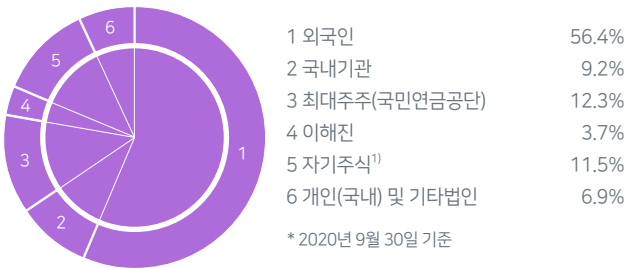 6
5
4
3
2
1
1 외국인 56.4%
2 국내기관 9.2%
3 최대주주(국민연금공단) 12.3%
4 이해진 3.7%
5 자기주식1) 11.5%
6 개인(국내) 및 기타법인 6.9%
* 2020년 9월 30일 기준